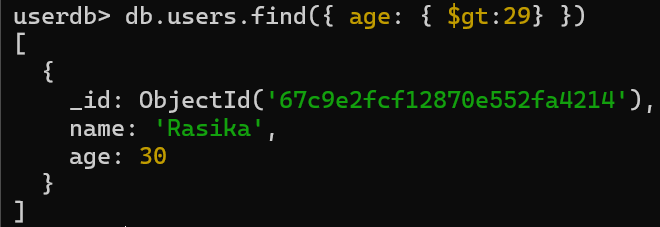 userdb> db.users.find({ age: { $gt:29} })
[
  {
    _id: ObjectId('67c9e2fcf12870e552fa4214'),
    name: 'Rasika',
    age: 30
  }
]